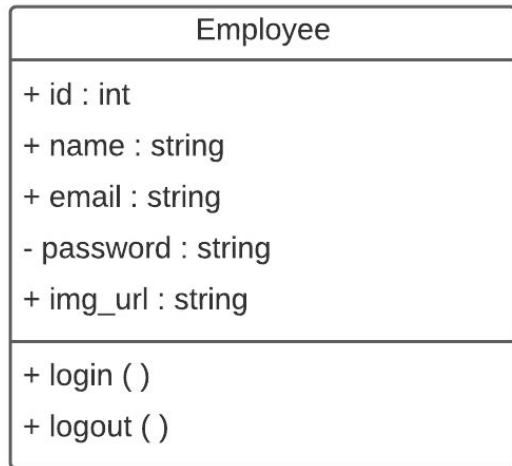 Employee
+ id : int
+ name : string
+ email : string
- password : string
+ img_url : string
+ login ( )
+ logout ( )